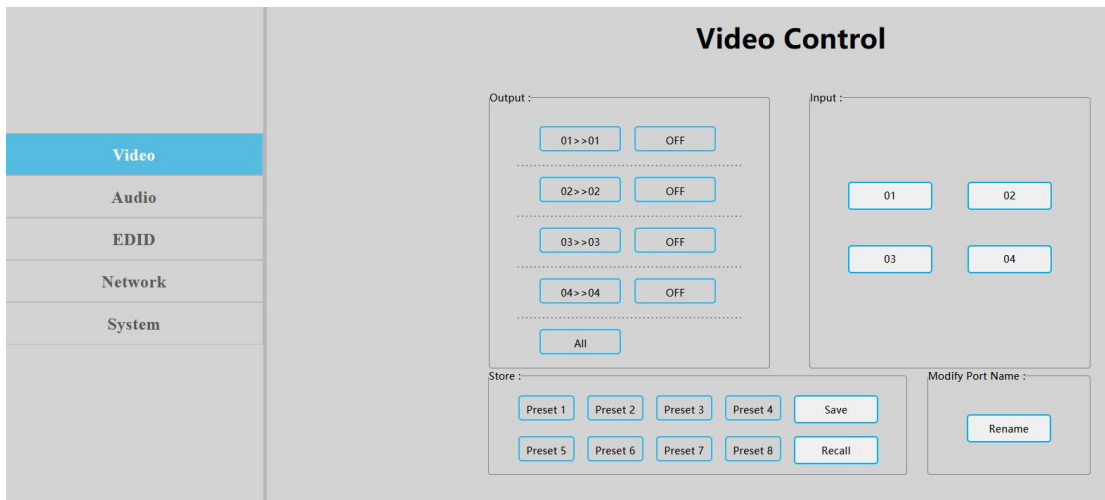 Video Control
Video
Audio
EDID
Network
System
Output :
01>>01 OFF
02>>02 OFF
03>>03 OFF
04>>04 OFF
All
Input :
01 02
03 04
Store :
Preset 1 Preset 2 Preset 3 Preset 4 Save
Preset 5 Preset 6 Preset 7 Preset 8 Recall
Modify Port Name :
Rename